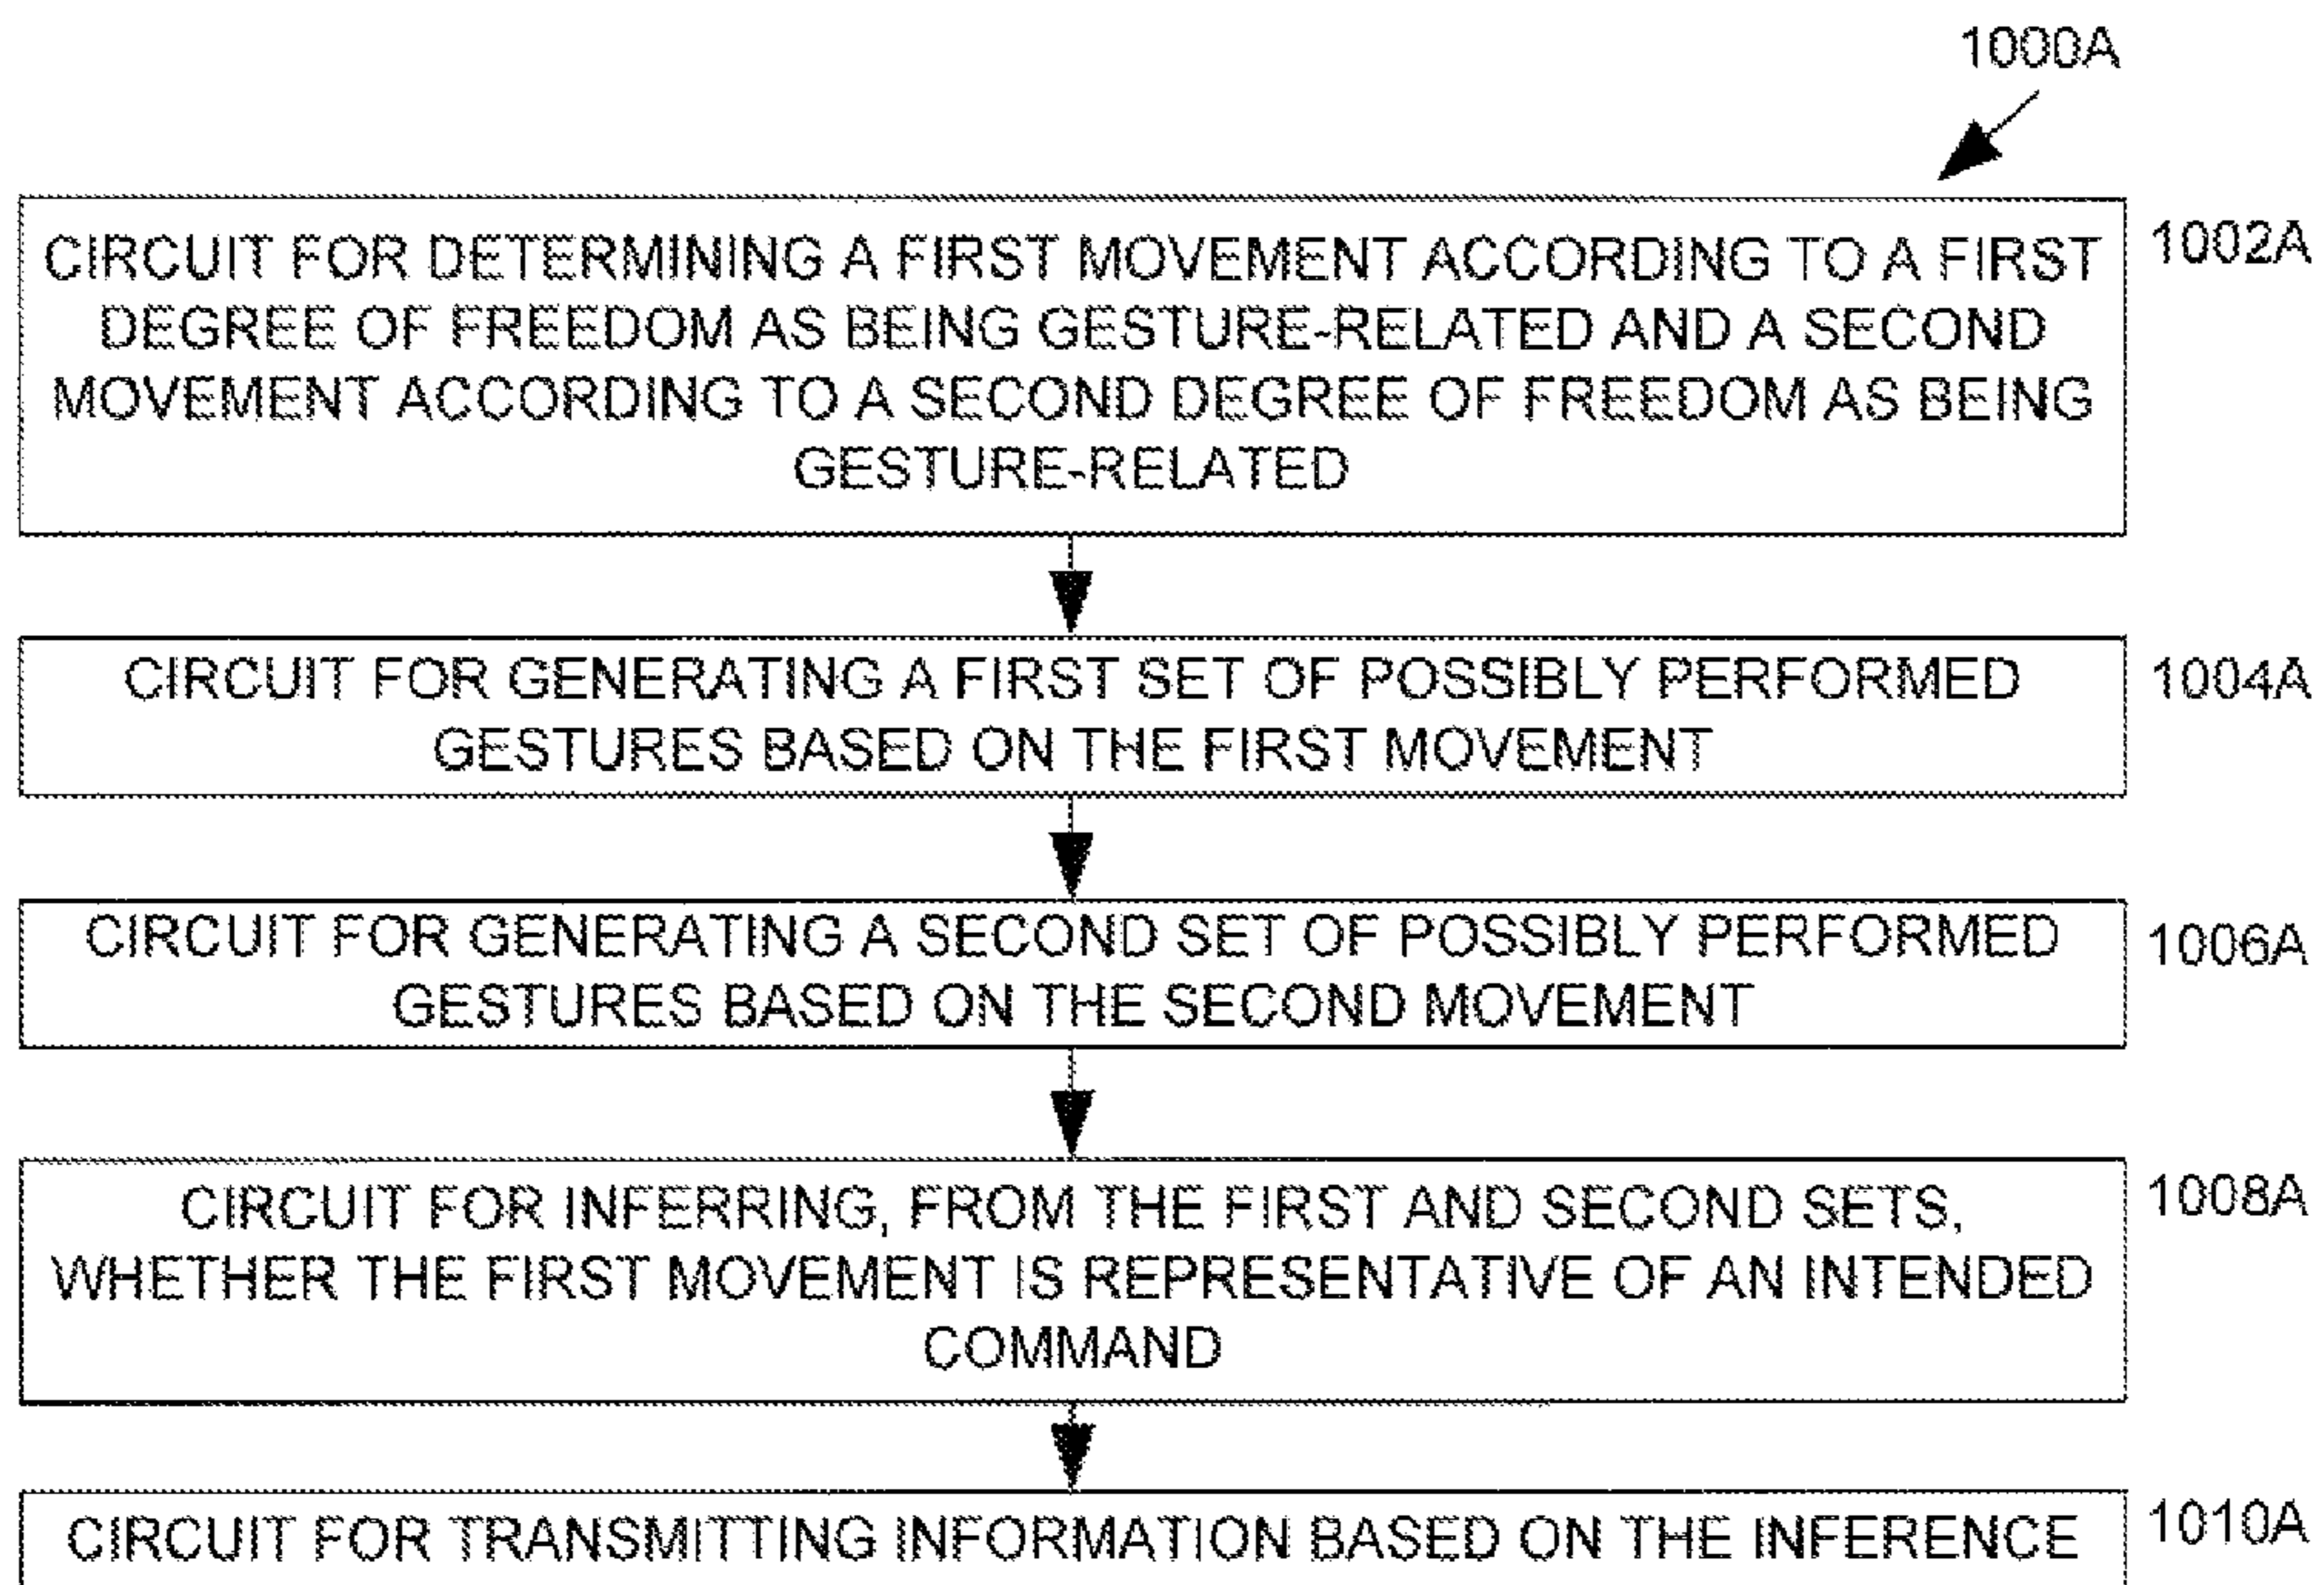 1000A
CIRCUIT FOR DETERMINING A FIRST MOVEMENT ACCORDING TO A FIRST
DEGREE OF FREEDOM AS BEING GESTURE-RELATED AND A SECOND
MOVEMENT ACCORDING TO A SECOND DEGREE OF FREEDOM AS BEING
GESTURE-RELATED
1002A
CIRCUIT FOR GENERATING A FIRST SET OF POSSIBLY PERFORMED
GESTURES BASED ON THE FIRST MOVEMENT
1004A
CIRCUIT FOR GENERATING A SECOND SET OF POSSIBLY PERFORMED
GESTURES BASED ON THE SECOND MOVEMENT
1006A
CIRCUIT FOR INFERRING, FROM THE FIRST AND SECOND SETS,
WHETHER THE FIRST MOVEMENT IS REPRESENTATIVE OF AN INTENDED
COMMAND
1008A
CIRCUIT FOR TRANSMITTING INFORMATION BASED ON THE INFERENCE
1010A